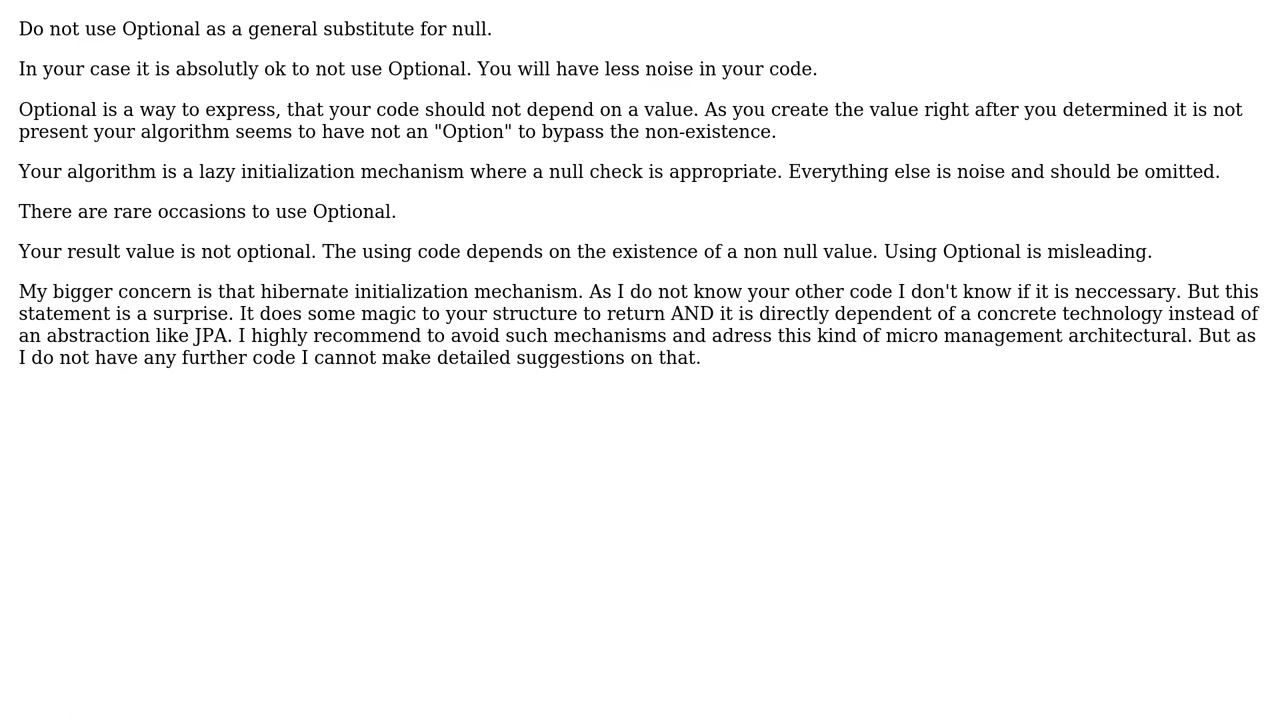 Do not use Optional as a general substitute for null.
In your case it is absolutly ok to not use Optional. You will have less noise in your code.
Optional is a way to express, that your code should not depend on a value. As you create the value right after you determined it is not
present your algorithm seems to have not an "Option" to bypass the non-existence.
Your algorithm is a lazy initialization mechanism where a null check is appropriate. Everything else is noise and should be omitted.
There are rare occasions to use Optional.
Your result value is not optional. The using code depends on the existence of a non null value. Using Optional is misleading.
My bigger concern is that hibernate initialization mechanism. As I do not know your other code I don't know if it is neccessary. But this
statement is a surprise. It does some magic to your structure to return AND it is directly dependent of a concrete technology instead of
an abstraction like JPA. I highly recommend to avoid such mechanisms and adress this kind of micro management architectural. But as
I do not have any further code I cannot make detailed suggestions on that.